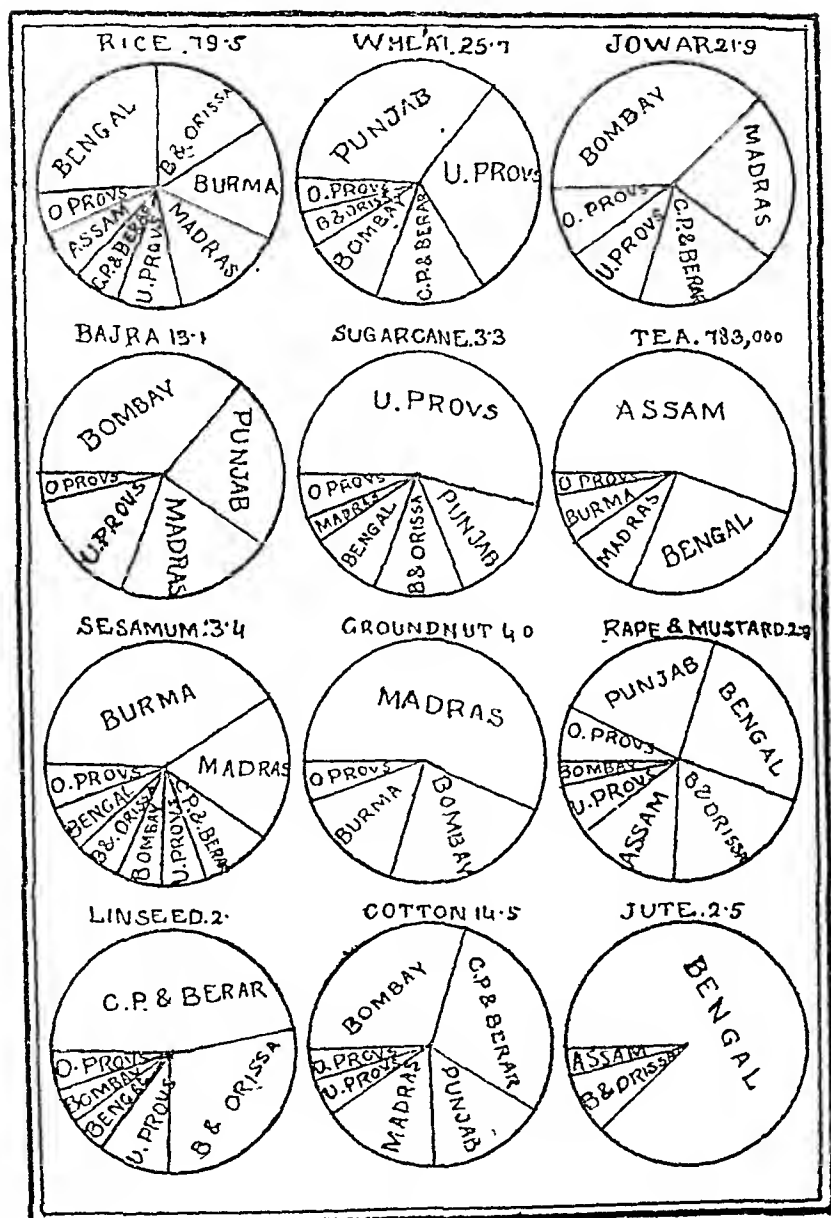 RICE.79·5
BENGAL
B & ORISSA
BURMA
MADRAS
U.PROVS
C.P.& BERAR
ASSAM
O PROVS
WHEAT.25·7
PUNJAB
U.PROVS
C.P.& BERAR
BOMBAY
B & ORISSA
O.PROVS
JOWAR 21·9
BOMBAY
MADRAS
C.P.& BERAR
U.PROVS
O.PROVS
BAJRA 13·1
BOMBAY
PUNJAB
MADRAS
U.PROVS
O PROVS
SUGARCANE.3·3
U.PROVS
PUNJAB
B & ORISSA
BENGAL
MADRAS
O PROVS
TEA.783,000
ASSAM
BENGAL
MADRAS
BURMA
O PROVS
SESAMUM.3·4
BURMA
MADRAS
C.P.& BERAR
U.PROVS
BOMBAY
B & ORISSA
BENGAL
O.PROVS
GROUNDNUT 4 0
MADRAS
BOMBAY
BURMA
O PROVS
RAPE & MUSTARD.
PUNJAB
BENGAL
B & ORISSA
ASSAM
U.PROVS
BOMBAY
O.PROVS
LINSEED.2·
C.P. & BERAR
B & ORISSA
U.PROVS
BENGAL
BOMBAY
O.PROVS
COTTON 14·5
BOMBAY
C.P.& BERAR
PUNJAB
MADRAS
U.PROVS
O.PROVS
JUTE.2·5
BENGAL
B & ORISSA
ASSAM